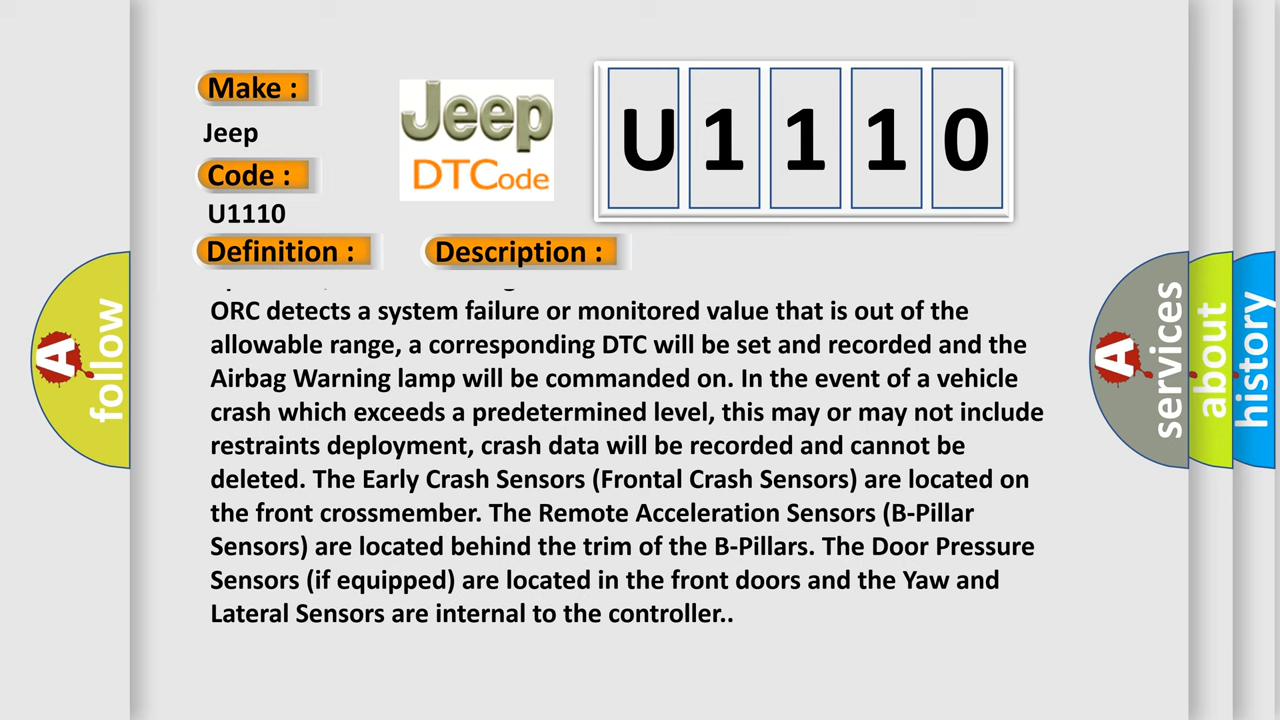 Make :
Jeep
Code :
U1110
Jeep
DTCode
U1110
Definition :
Description :
ORC detects a system failure or monitored value that is out of the
allowable range, a corresponding DTC will be set and recorded and the
Airbag Warning lamp will be commanded on. In the event of a vehicle
crash which exceeds a predetermined level, this may or may not include
restraints deployment, crash data will be recorded and cannot be
deleted. The Early Crash Sensors (Frontal Crash Sensors) are located on
the front crossmember. The Remote Acceleration Sensors (B-Pillar
Sensors) are located behind the trim of the B-Pillars. The Door Pressure
Sensors (if equipped) are located in the front doors and the Yaw and
Lateral Sensors are internal to the controller..
A
follow
A
services
about
history